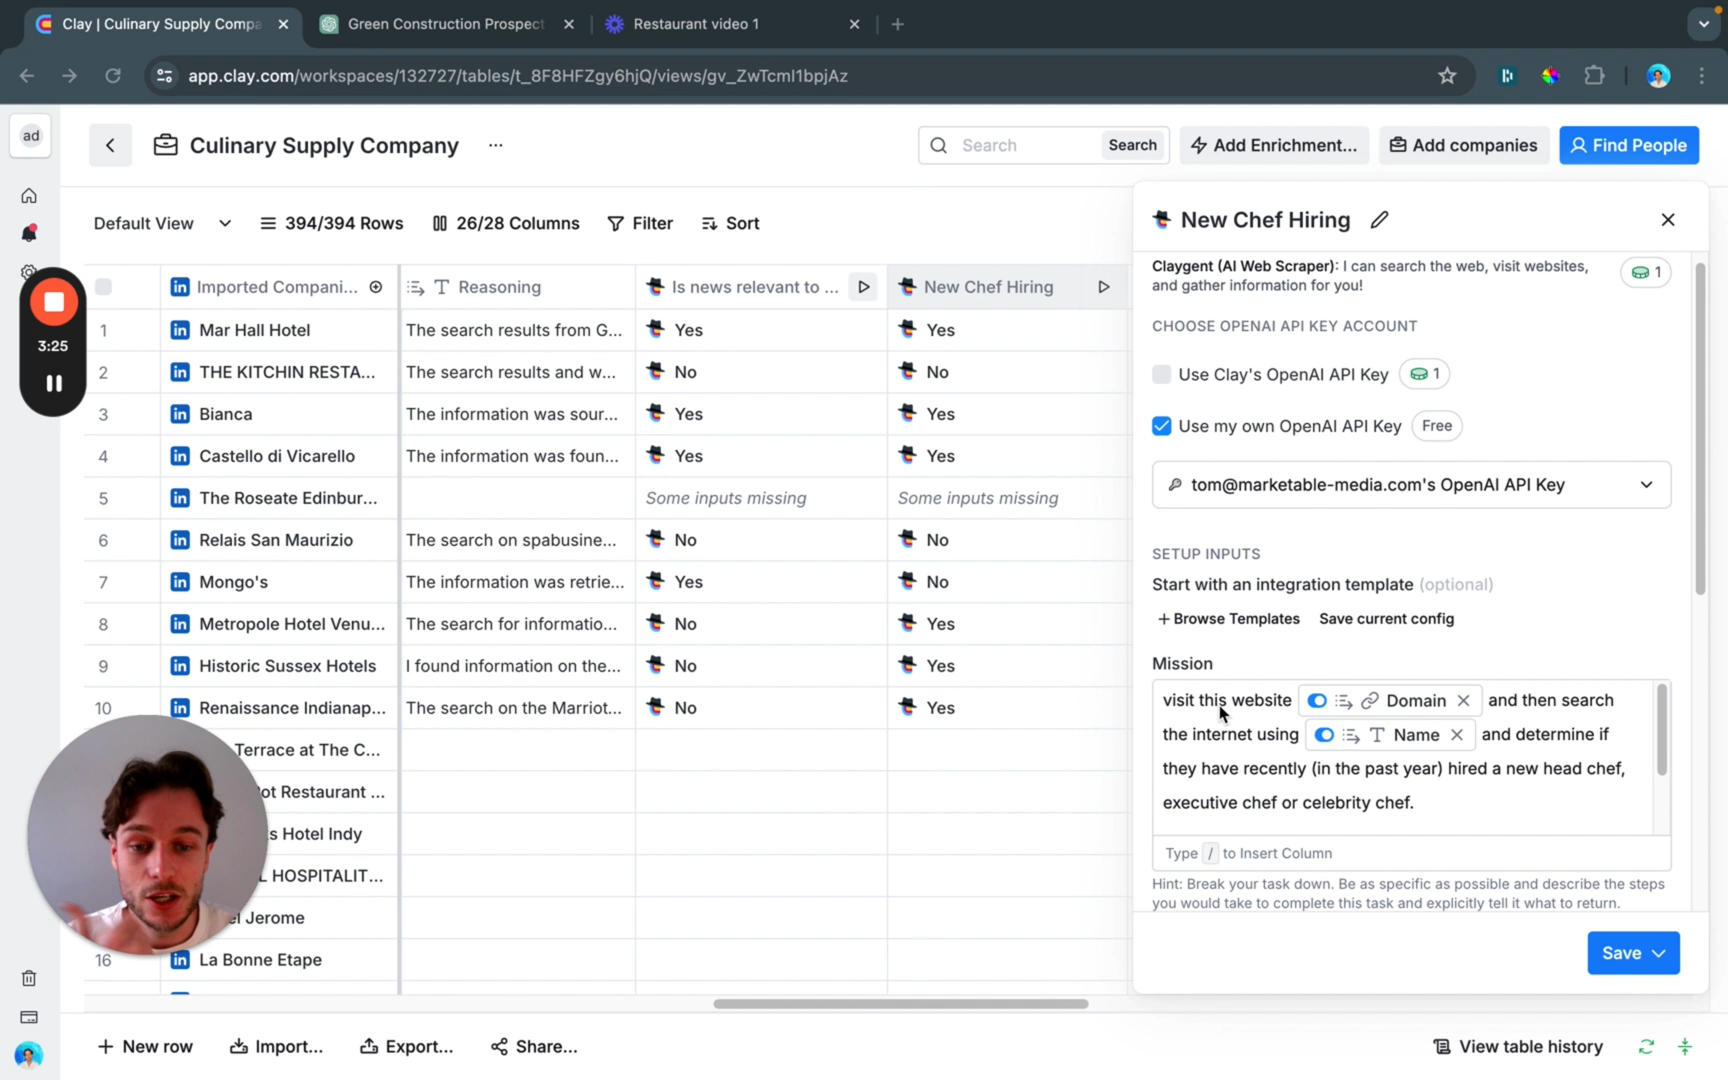 Clay | Culinary Supply Compa
Green Construction Prospect
Restaurant video 1
app.clay.com/workspaces/132727/tables/t_8F8HFZgy6hjQ/views/gv_ZwTcml1bpjAz
ad
Culinary Supply Company
Search
Search
Add Enrichment...
Add companies
Find People
Default View
394/394 Rows
26/28 Columns
Filter
Sort
3:25
Imported Compani...
Reasoning
Is news relevant to ...
New Chef Hiring
1 Mar Hall Hotel The search results from G... Yes Yes
2 THE KITCHIN RESTA... The search results and w... No No
3 Bianca The information was sour... Yes Yes
4 Castello di Vicarello The information was foun... Yes Yes
5 The Roseate Edinbur... Some inputs missing Some inputs missing
6 Relais San Maurizio The search on spabusine... No No
7 Mongo's The information was retrie... Yes No
8 Metropole Hotel Venu... The search for informatio... No Yes
9 Historic Sussex Hotels I found information on the... No Yes
10 Renaissance Indianap... The search on the Marriot... No Yes
Terrace at The C...
ot Restaurant ...
s Hotel Indy
HOSPITALIT...
el Jerome
16 La Bonne Etape
New Chef Hiring
Claygent (AI Web Scraper): I can search the web, visit websites,
and gather information for you!
1
CHOOSE OPENAI API KEY ACCOUNT
Use Clay's OpenAI API Key 1
Use my own OpenAI API Key Free
tom@marketable-media.com's OpenAI API Key
SETUP INPUTS
Start with an integration template (optional)
+ Browse Templates Save current config
Mission
visit this website Domain and then search
the internet using Name and determine if
they have recently (in the past year) hired a new head chef,
executive chef or celebrity chef.
Type / to Insert Column
Hint: Break your task down. Be as specific as possible and describe the steps
you would take to complete this task and explicitly tell it what to return.
Save
New row
Import...
Export...
Share...
View table history